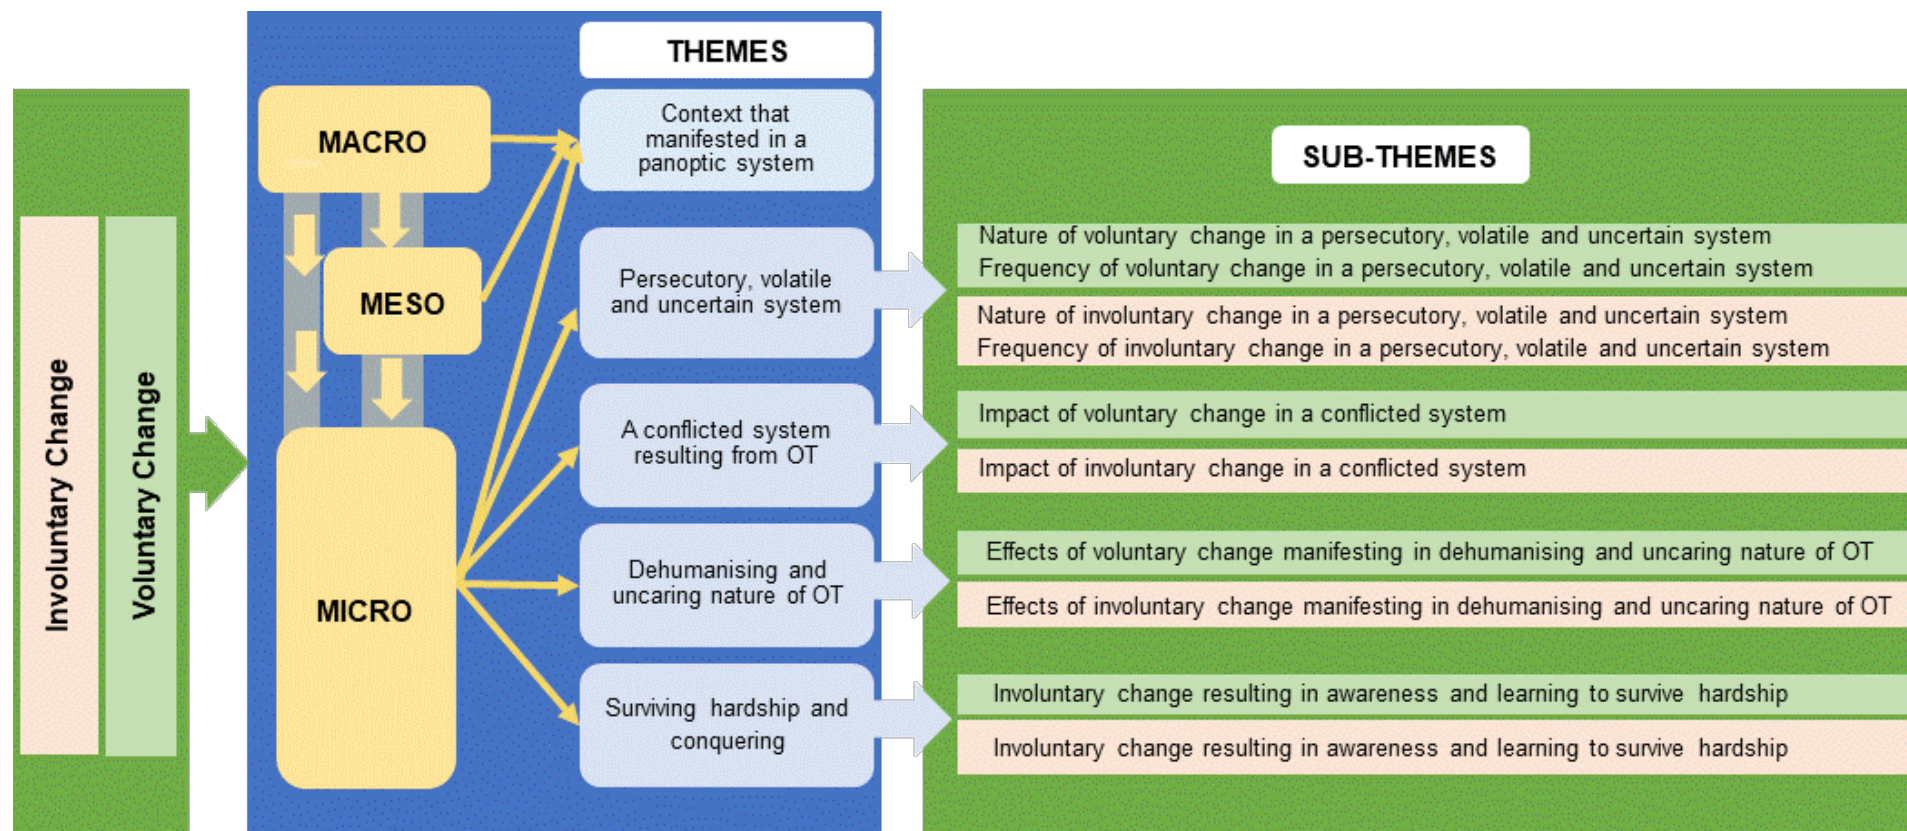 Involuntary Change
Voluntary Change
MACRO
MESO
MICRO
THEMES
Context that
manifested in a
panoptic system
Persecutory, volatile
and uncertain system
A conflicted system
resulting from OT
Dehumanising and
uncaring nature of OT
Surviving hardship and
conquering
SUB-THEMES
Nature of voluntary change in a persecutory, volatile and uncertain system
Frequency of voluntary change in a persecutory, volatile and uncertain system
Nature of involuntary change in a persecutory, volatile and uncertain system
Frequency of involuntary change in a persecutory, volatile and uncertain system
Impact of voluntary change in a conflicted system
Impact of involuntary change in a conflicted system
Effects of voluntary change manifesting in dehumanising and uncaring nature of OT
Effects of involuntary change manifesting in dehumanising and uncaring nature of OT
Involuntary change resulting in awareness and learning to survive hardship
Involuntary change resulting in awareness and learning to survive hardship